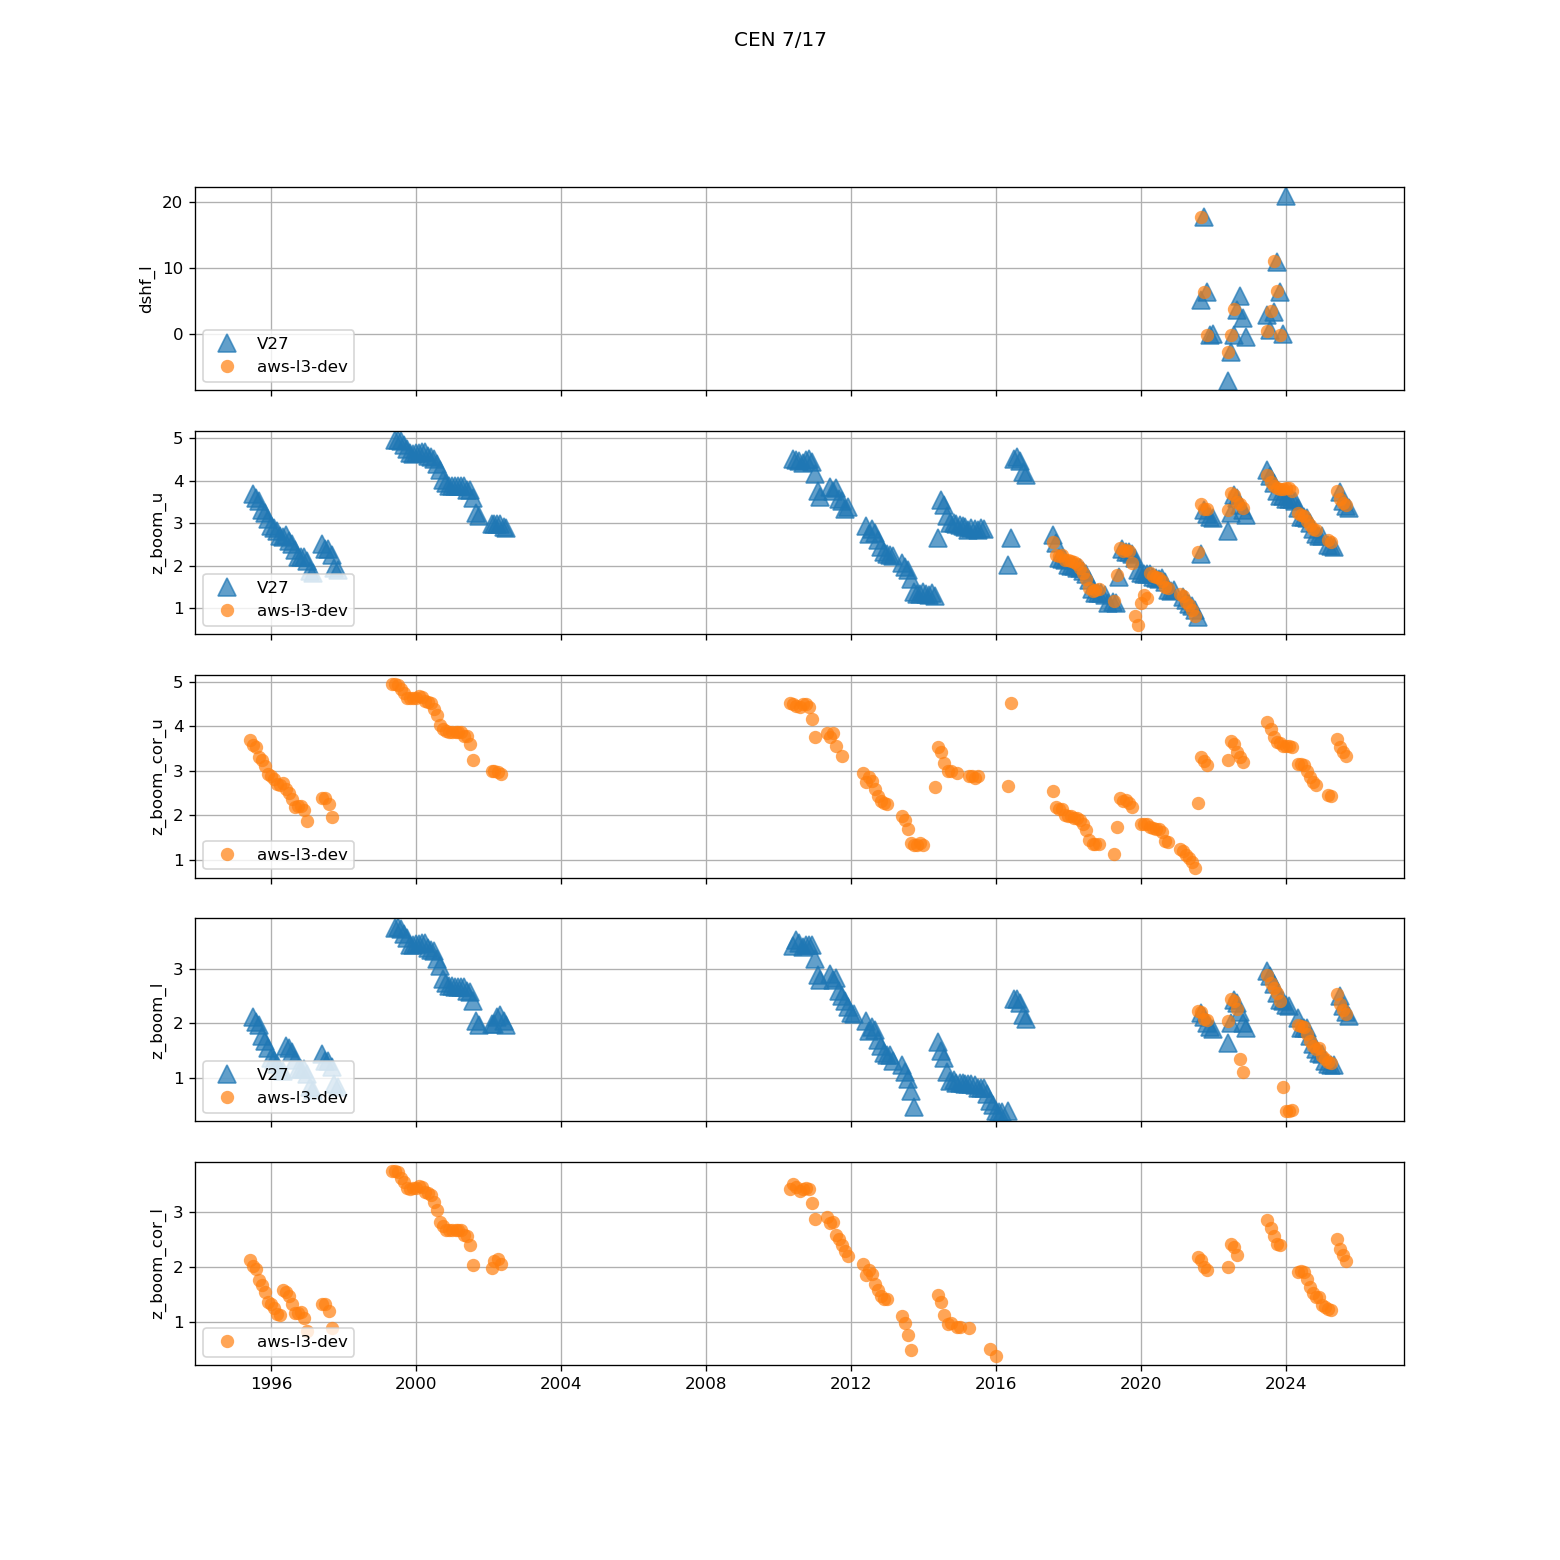 CEN 7/17
20
10
0
dshf_l
V27
aws-l3-dev
5
4
3
2
1
z_boom_u
V27
aws-l3-dev
5
4
3
2
1
z_boom_cor_u
aws-l3-dev
3
2
1
z_boom_l
V27
aws-l3-dev
3
2
1
z_boom_cor_l
aws-l3-dev
1996 2000 2004 2008 2012 2016 2020 2024